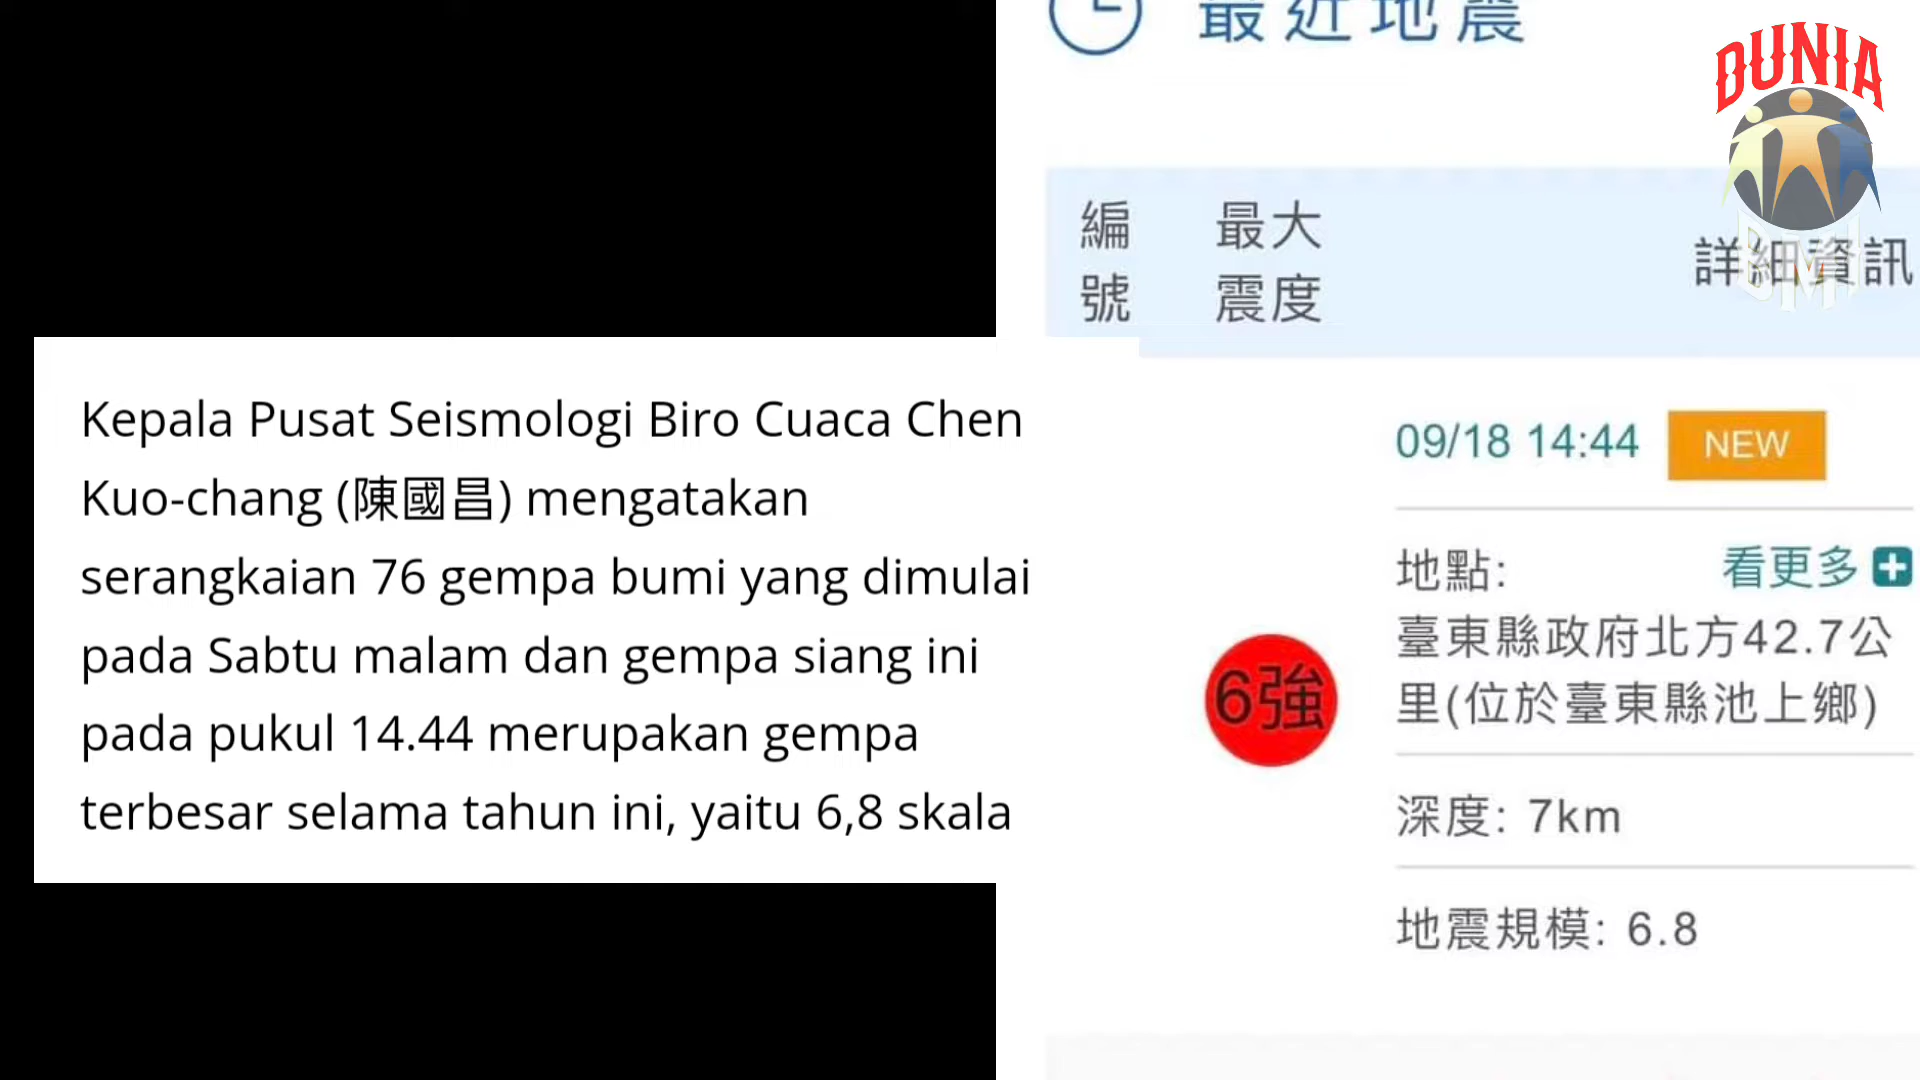 最近地震
DUNIA
BMI
編號
最大震度
詳細資訊
Kepala Pusat Seismologi Biro Cuaca Chen
Kuo-chang (陳國昌) mengatakan
serangkaian 76 gempa bumi yang dimulai
pada Sabtu malam dan gempa siang ini
pada pukul 14.44 merupakan gempa
terbesar selama tahun ini, yaitu 6,8 skala
09/18 14:44 NEW
地點: 看更多
臺東縣政府北方42.7公
里(位於臺東縣池上鄉)
6強
深度: 7km
地震規模: 6.8